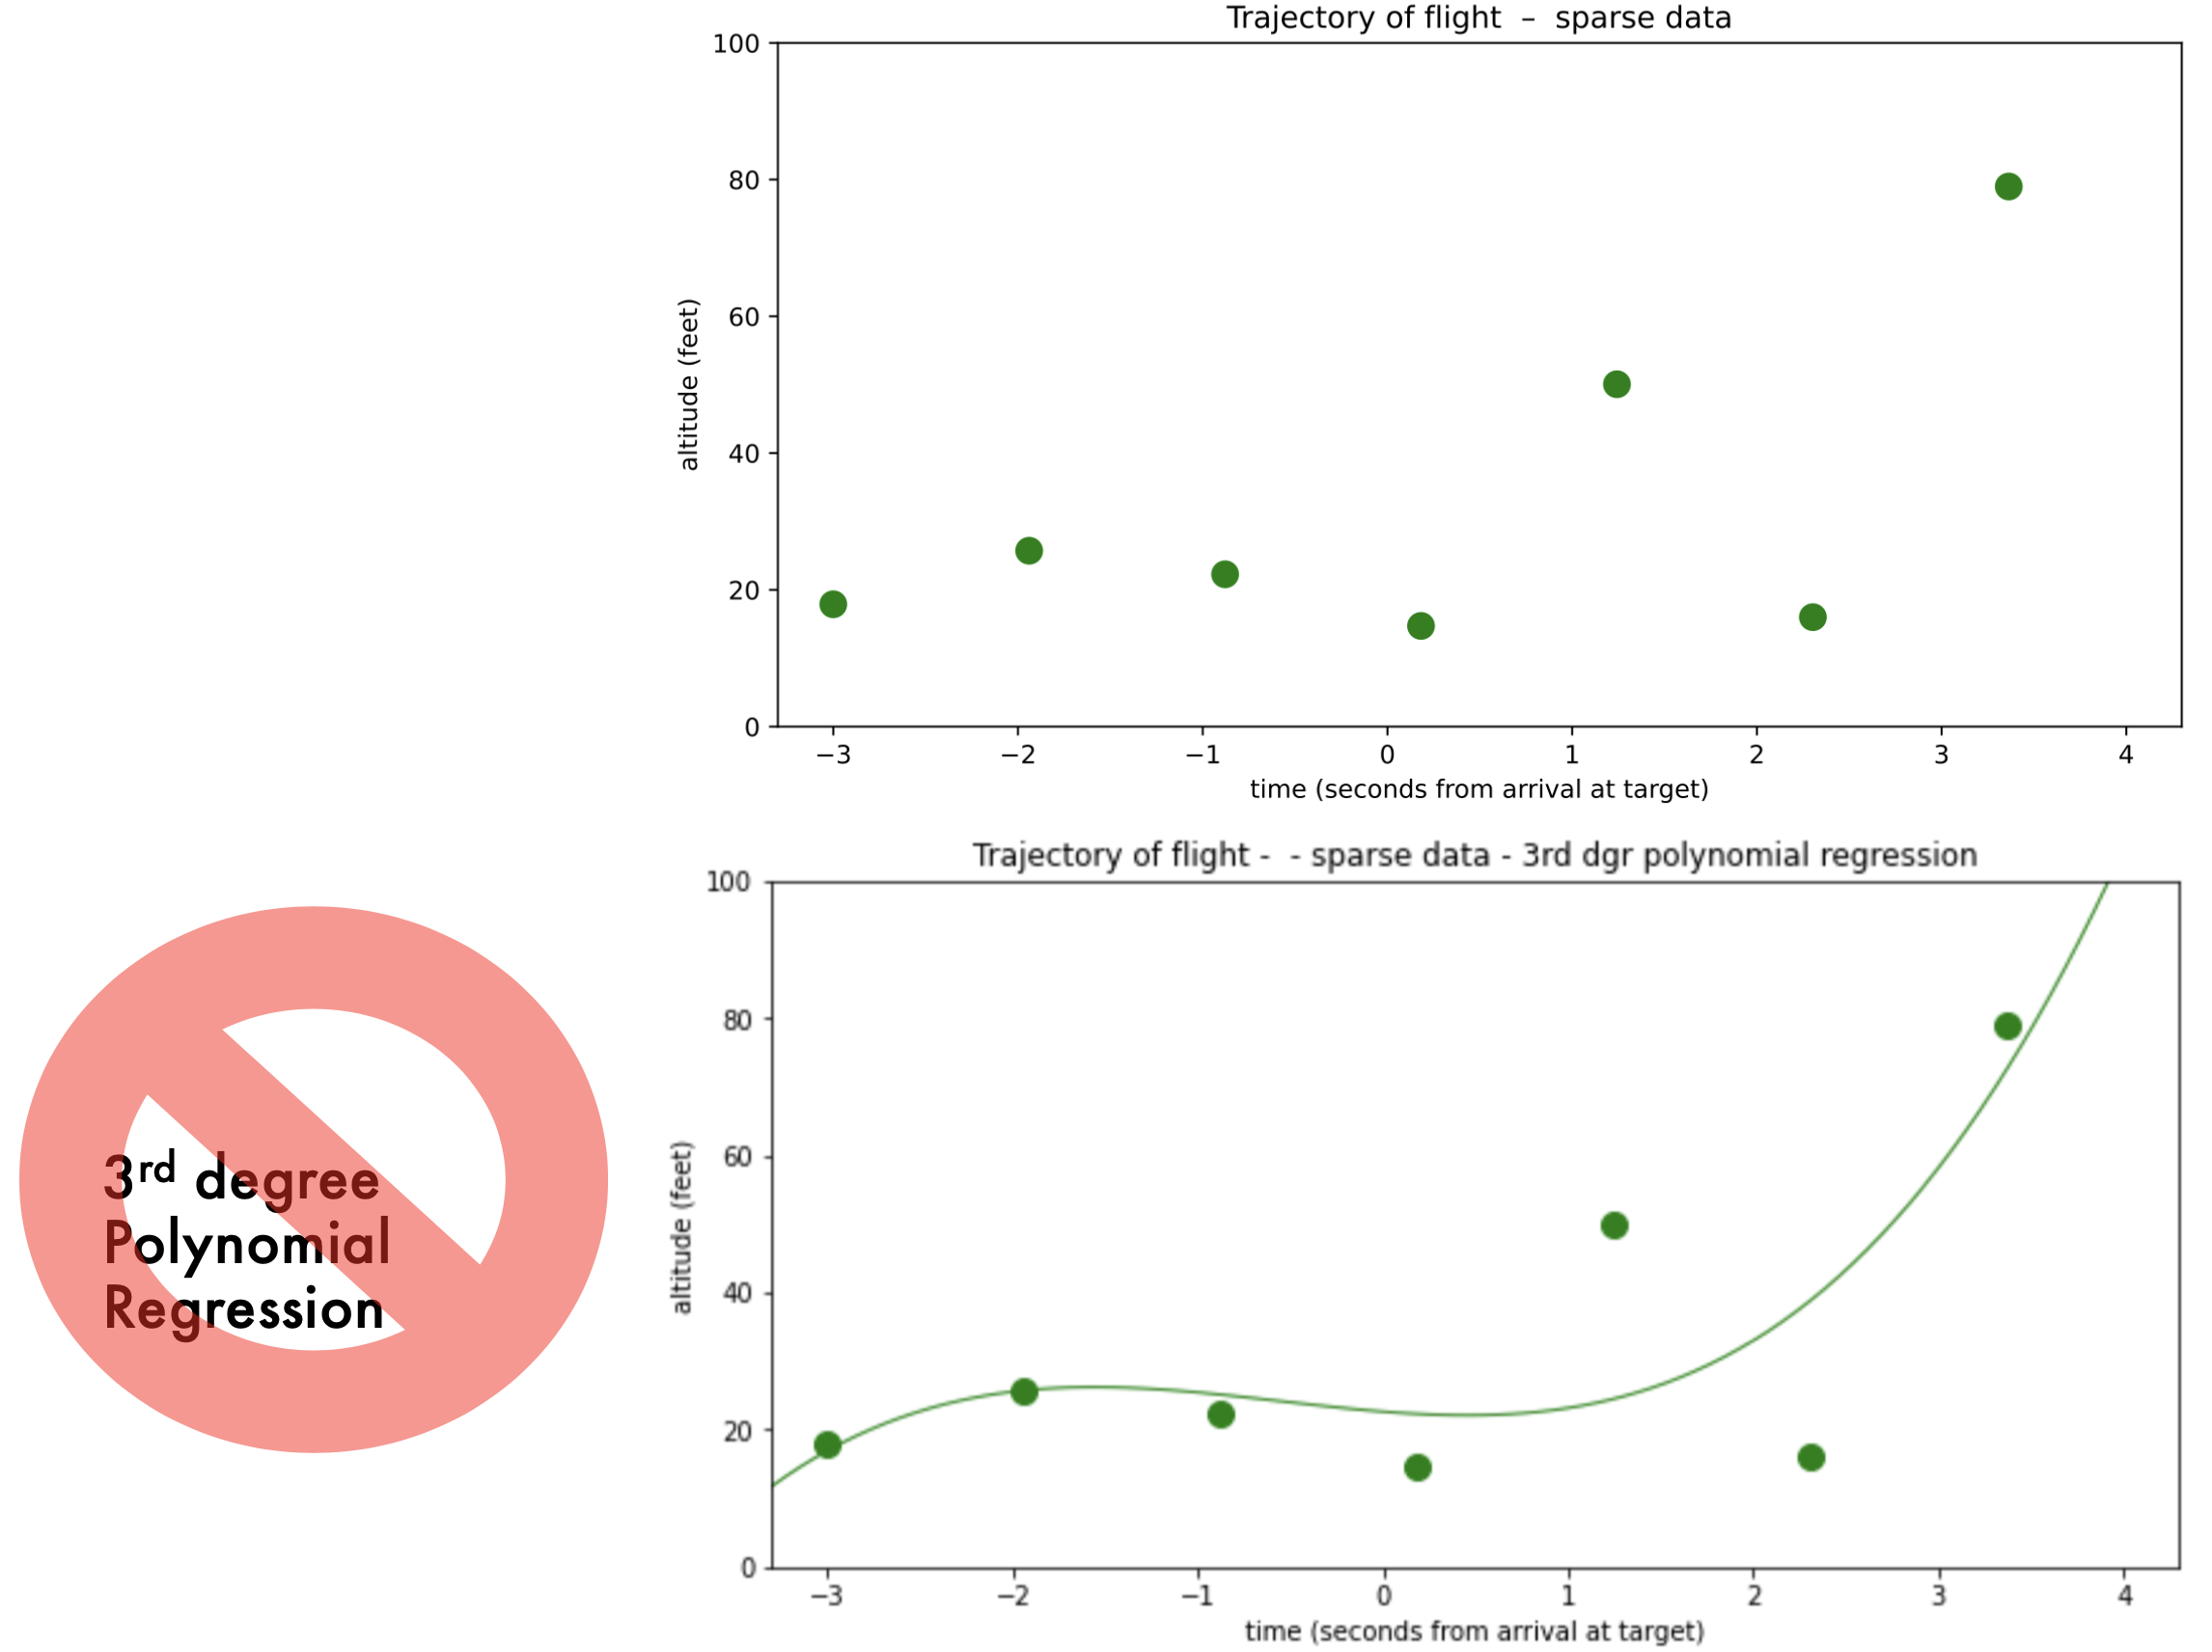 Trajectory of flight – sparse data
100
80
60
40
20
0
altitude (feet)
−3 −2 −1 0 1 2 3 4
time (seconds from arrival at target)
3rd degree
Polynomial
Regression
Trajectory of flight - - sparse data - 3rd dgr polynomial regression
100
80
60
40
20
0
altitude (feet)
−3 −2 −1 0 1 2 3 4
time (seconds from arrival at target)